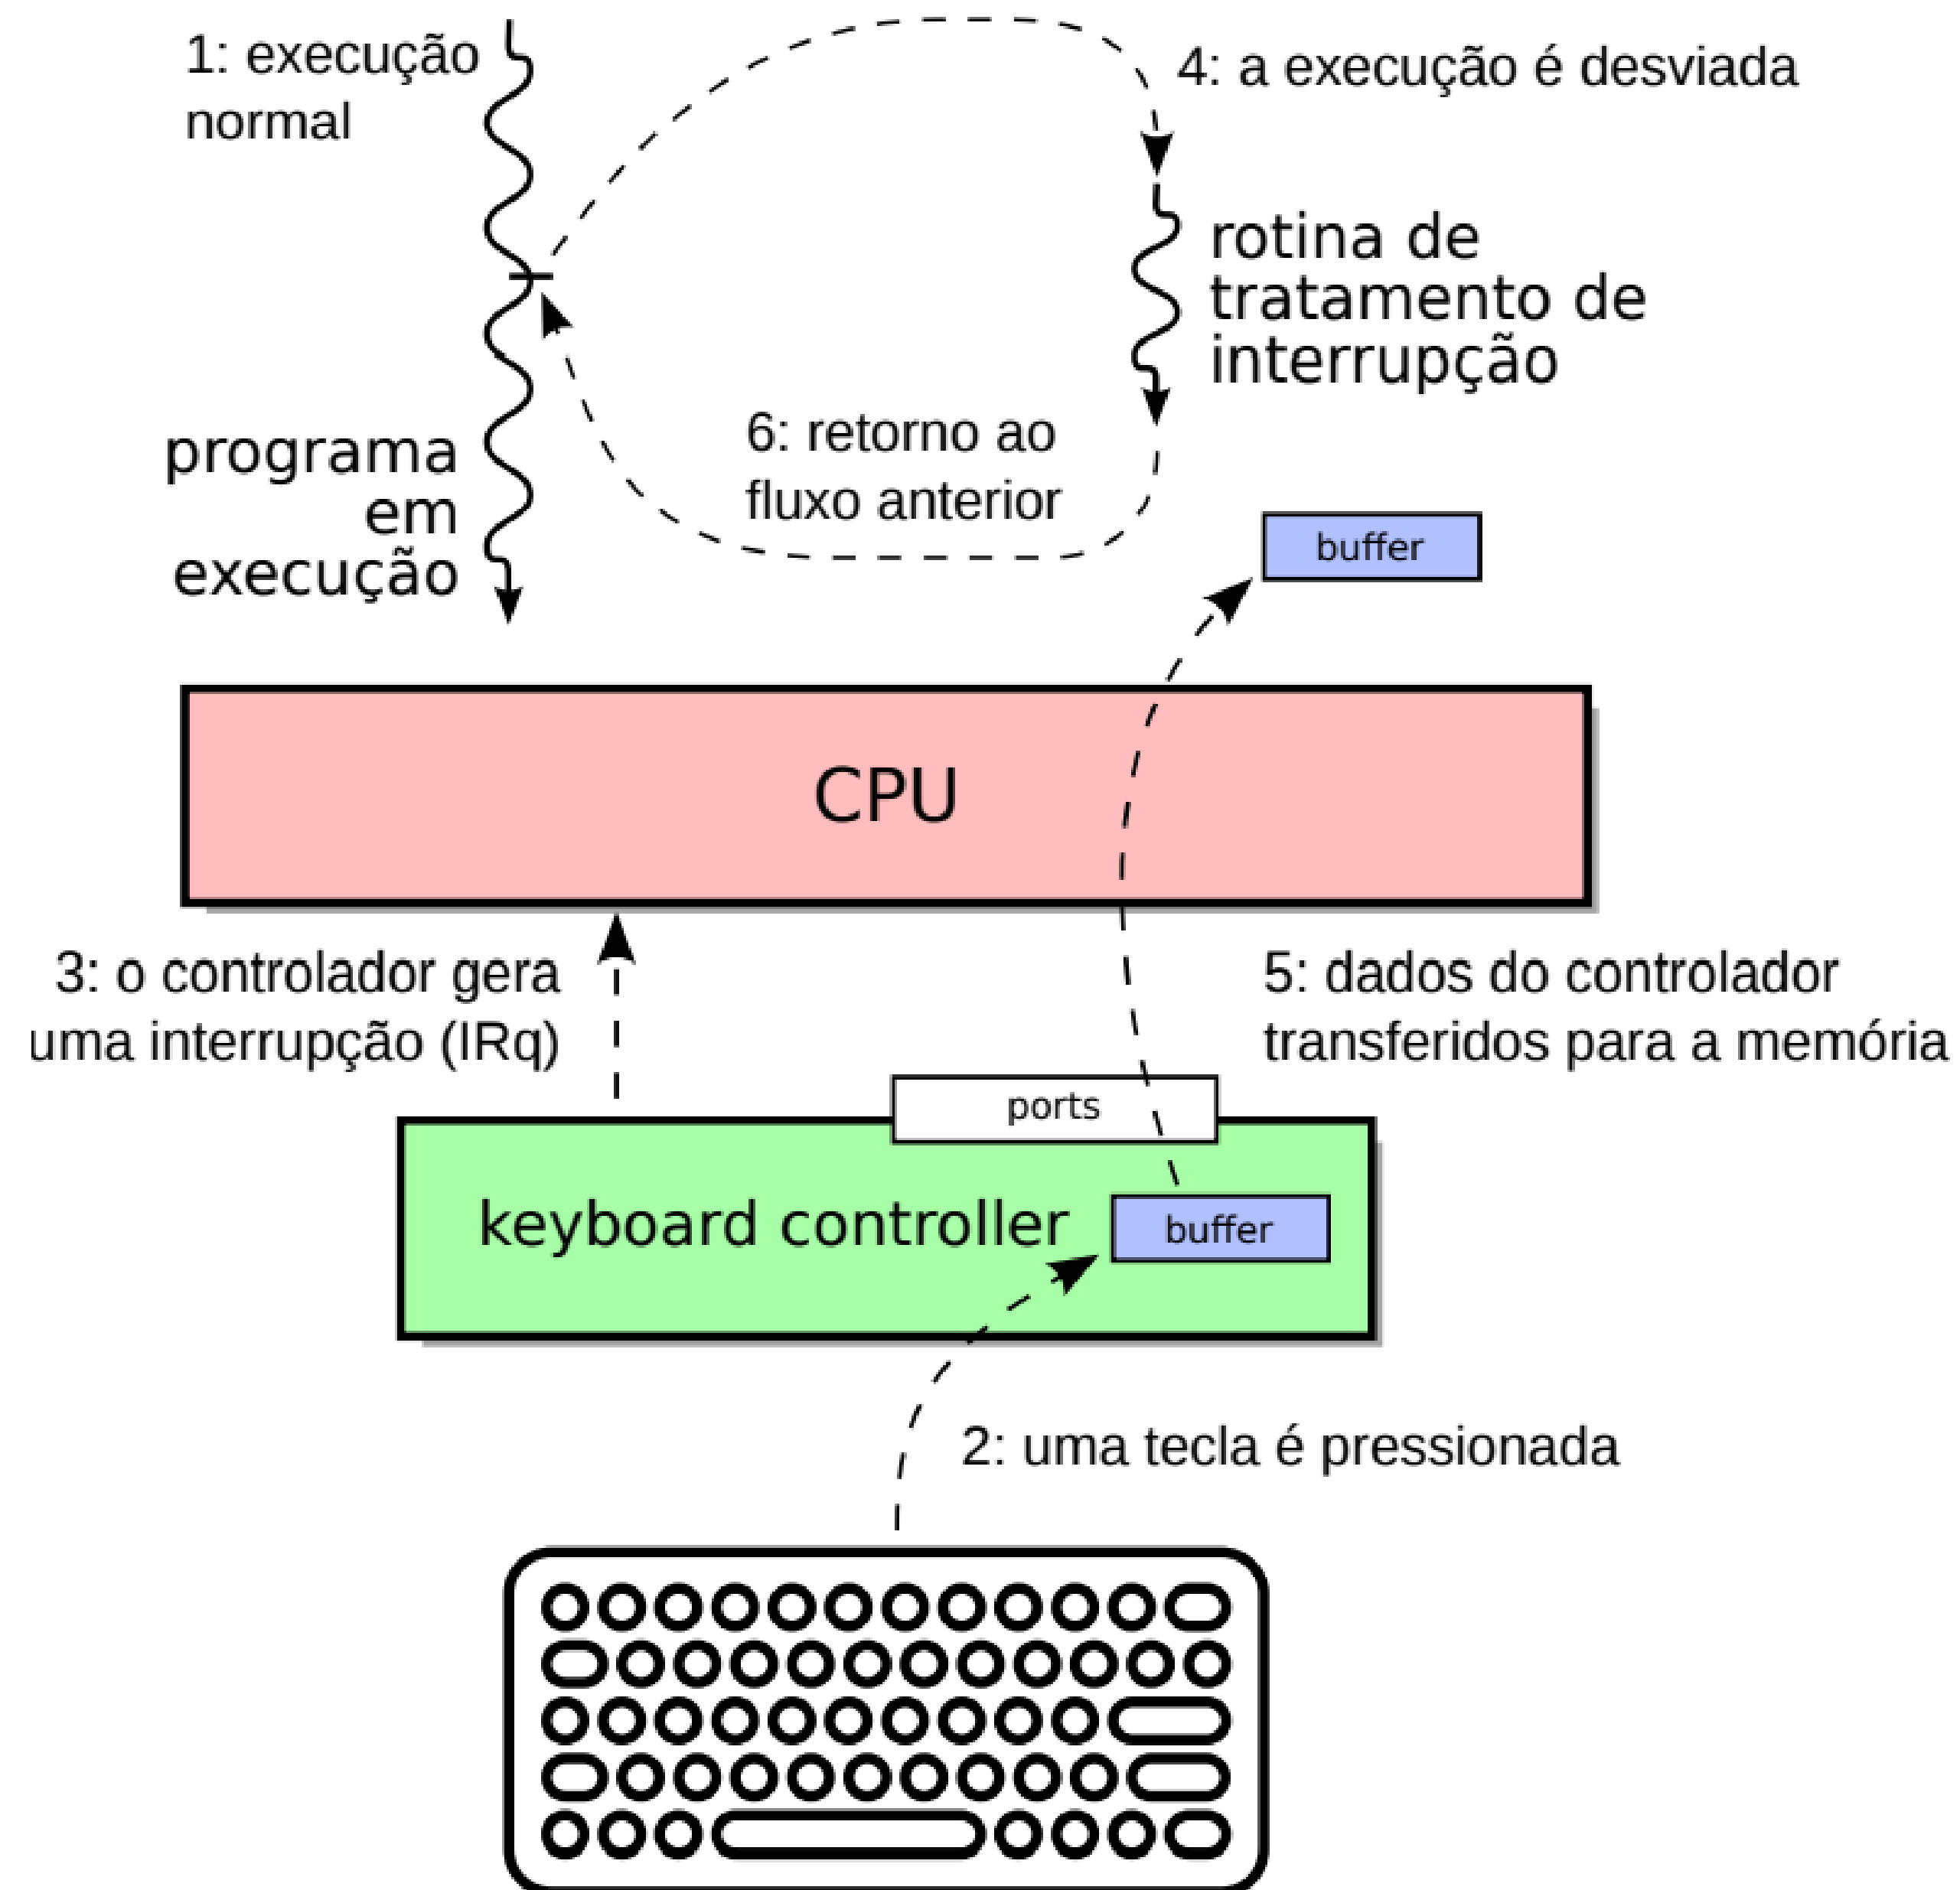 1: execução
normal
4: a execução é desviada
rotina de
tratamento de
interrupção
programa
em
execução
6: retorno ao
fluxo anterior
buffer
CPU
3: o controlador gera
uma interrupção (IRq)
5: dados do controlador
transferidos para a memória
ports
keyboard controller
buffer
2: uma tecla é pressionada